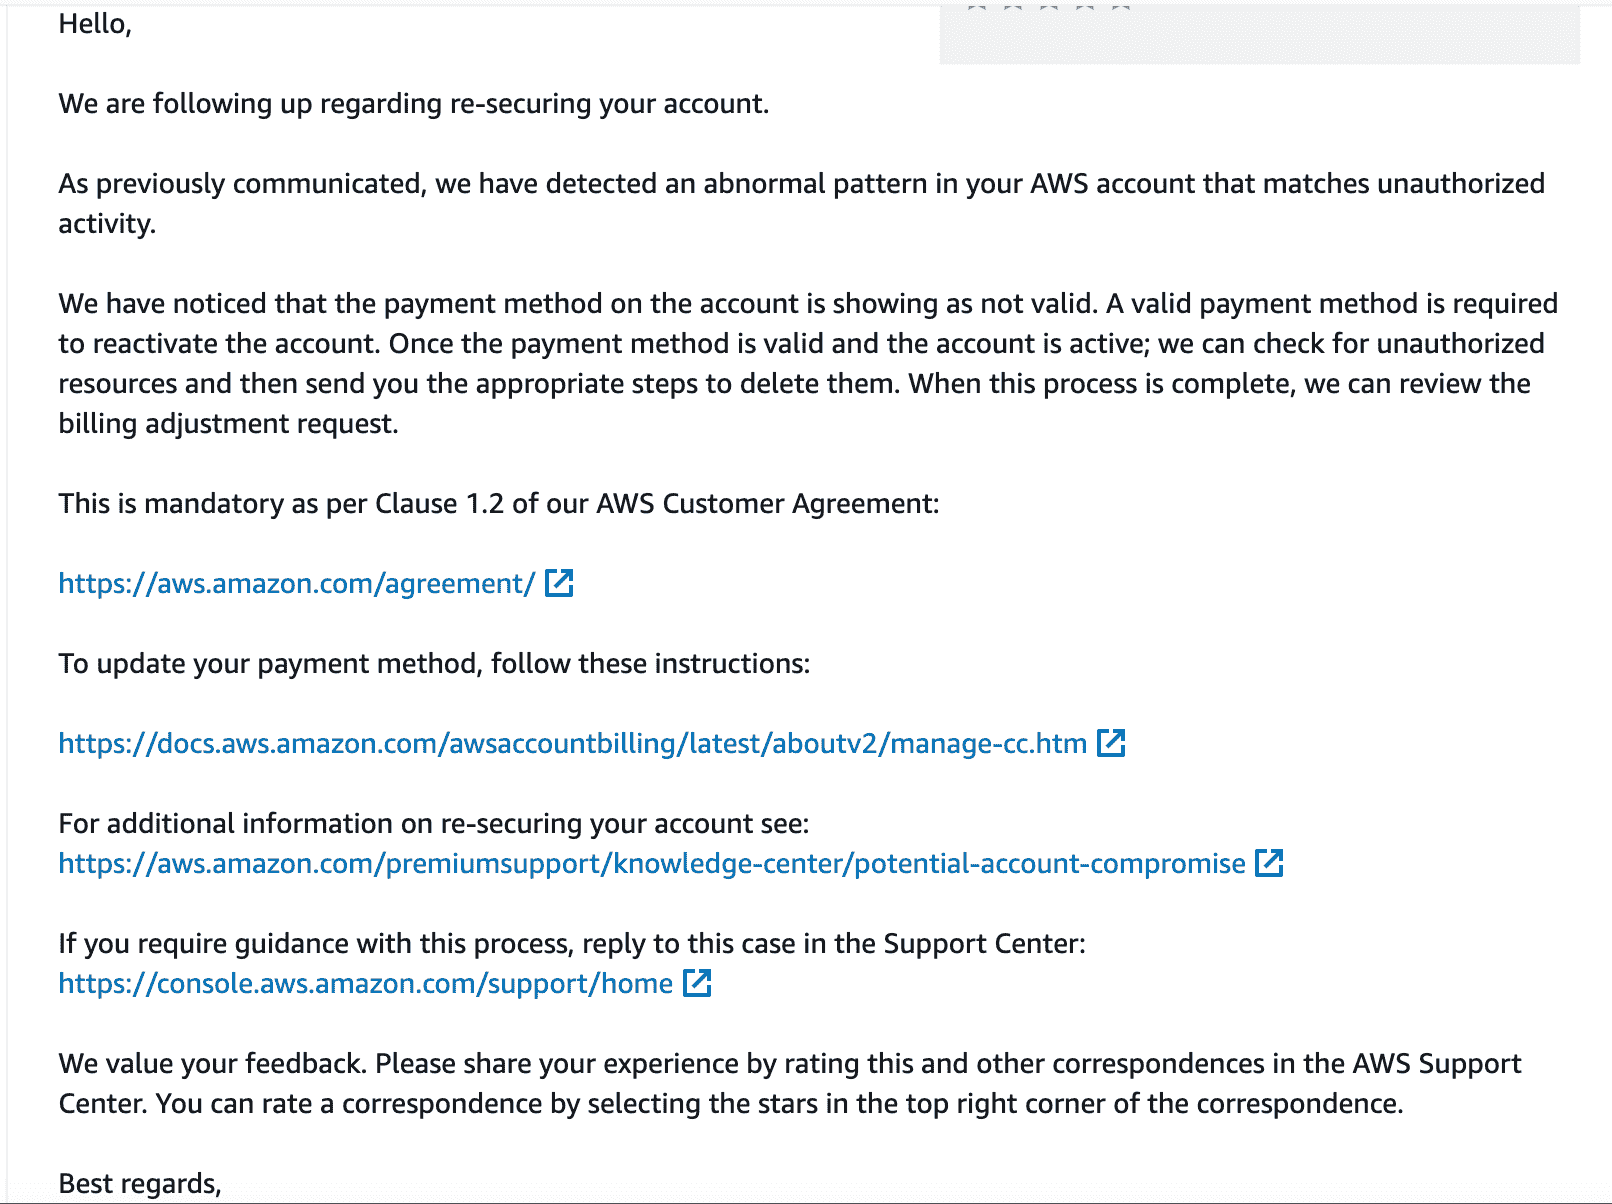 Hello,
We are following up regarding re-securing your account.
As previously communicated, we have detected an abnormal pattern in your AWS account that matches unauthorized
activity.
We have noticed that the payment method on the account is showing as not valid. A valid payment method is required
to reactivate the account. Once the payment method is valid and the account is active; we can check for unauthorized
resources and then send you the appropriate steps to delete them. When this process is complete, we can review the
billing adjustment request.
This is mandatory as per Clause 1.2 of our AWS Customer Agreement:
https://aws.amazon.com/agreement/
To update your payment method, follow these instructions:
https://docs.aws.amazon.com/awsaccountbilling/latest/aboutv2/manage-cc.htm
For additional information on re-securing your account see:
https://aws.amazon.com/premiumsupport/knowledge-center/potential-account-compromise
If you require guidance with this process, reply to this case in the Support Center:
https://console.aws.amazon.com/support/home
We value your feedback. Please share your experience by rating this and other correspondences in the AWS Support
Center. You can rate a correspondence by selecting the stars in the top right corner of the correspondence.
Best regards,